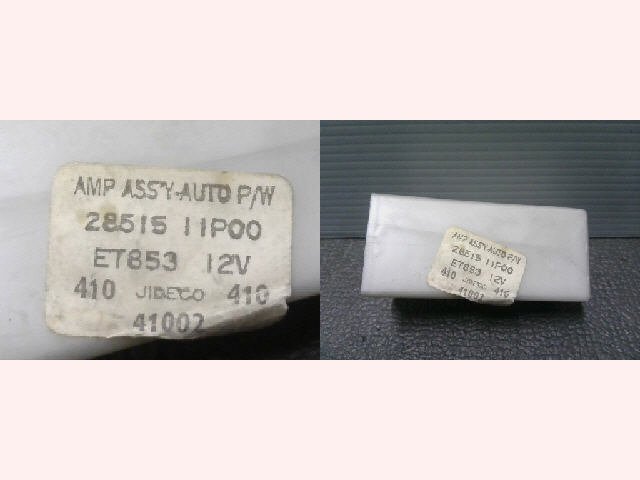 AMP ASS'Y-AUTO P/W
28515 11P00
ET853 12V
410 JIDECO 410
41002
AMP ASS'Y-AUTO P/W
28515 11P00
ET853 12V
410 JIDECO 410
41002